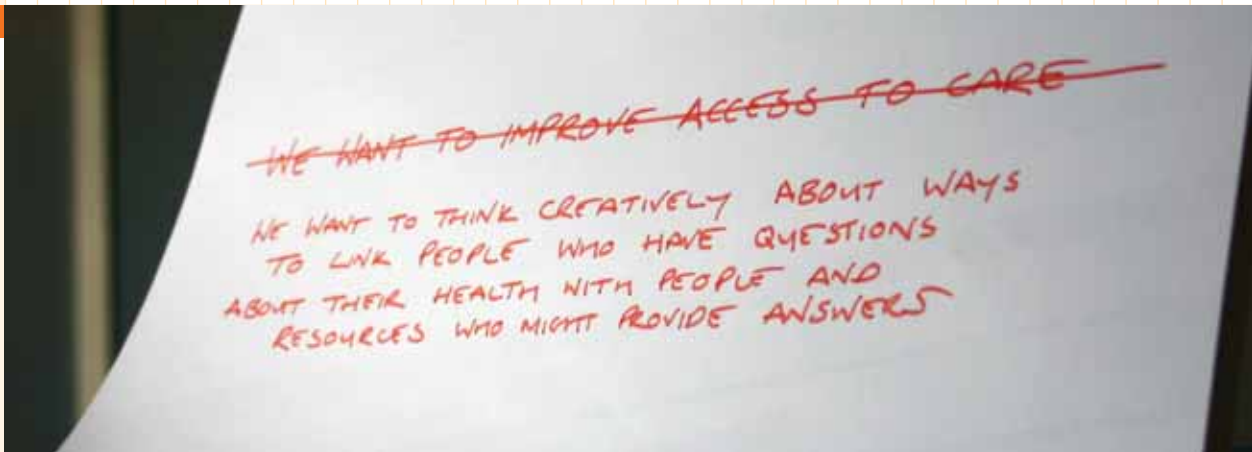 WE WANT TO IMPROVE ACCESS TO CARE
WE WANT TO THINK CREATIVELY ABOUT WAYS
TO LINK PEOPLE WHO HAVE QUESTIONS
ABOUT THEIR HEALTH WITH PEOPLE AND
RESOURCES WHO MIGHT PROVIDE ANSWERS